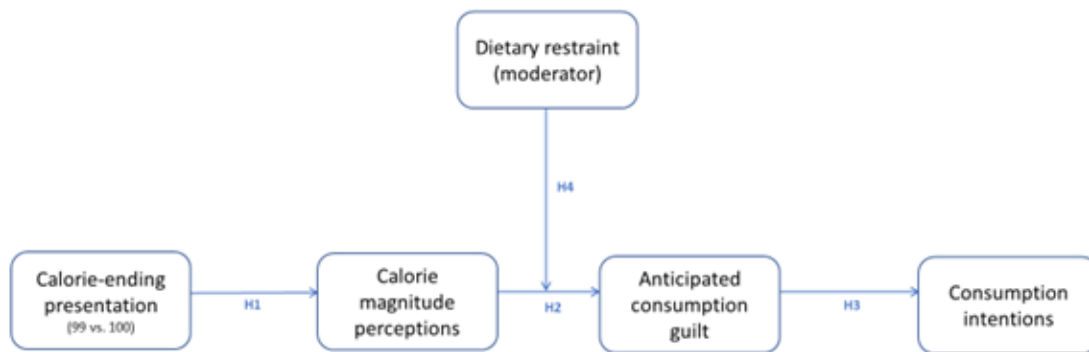 Dietary restraint
(moderator)
H4
Calorie-ending
presentation
(99 vs. 100)
H1
Calorie
magnitude
perceptions
H2
Anticipated
consumption
guilt
H3
Consumption
intentions